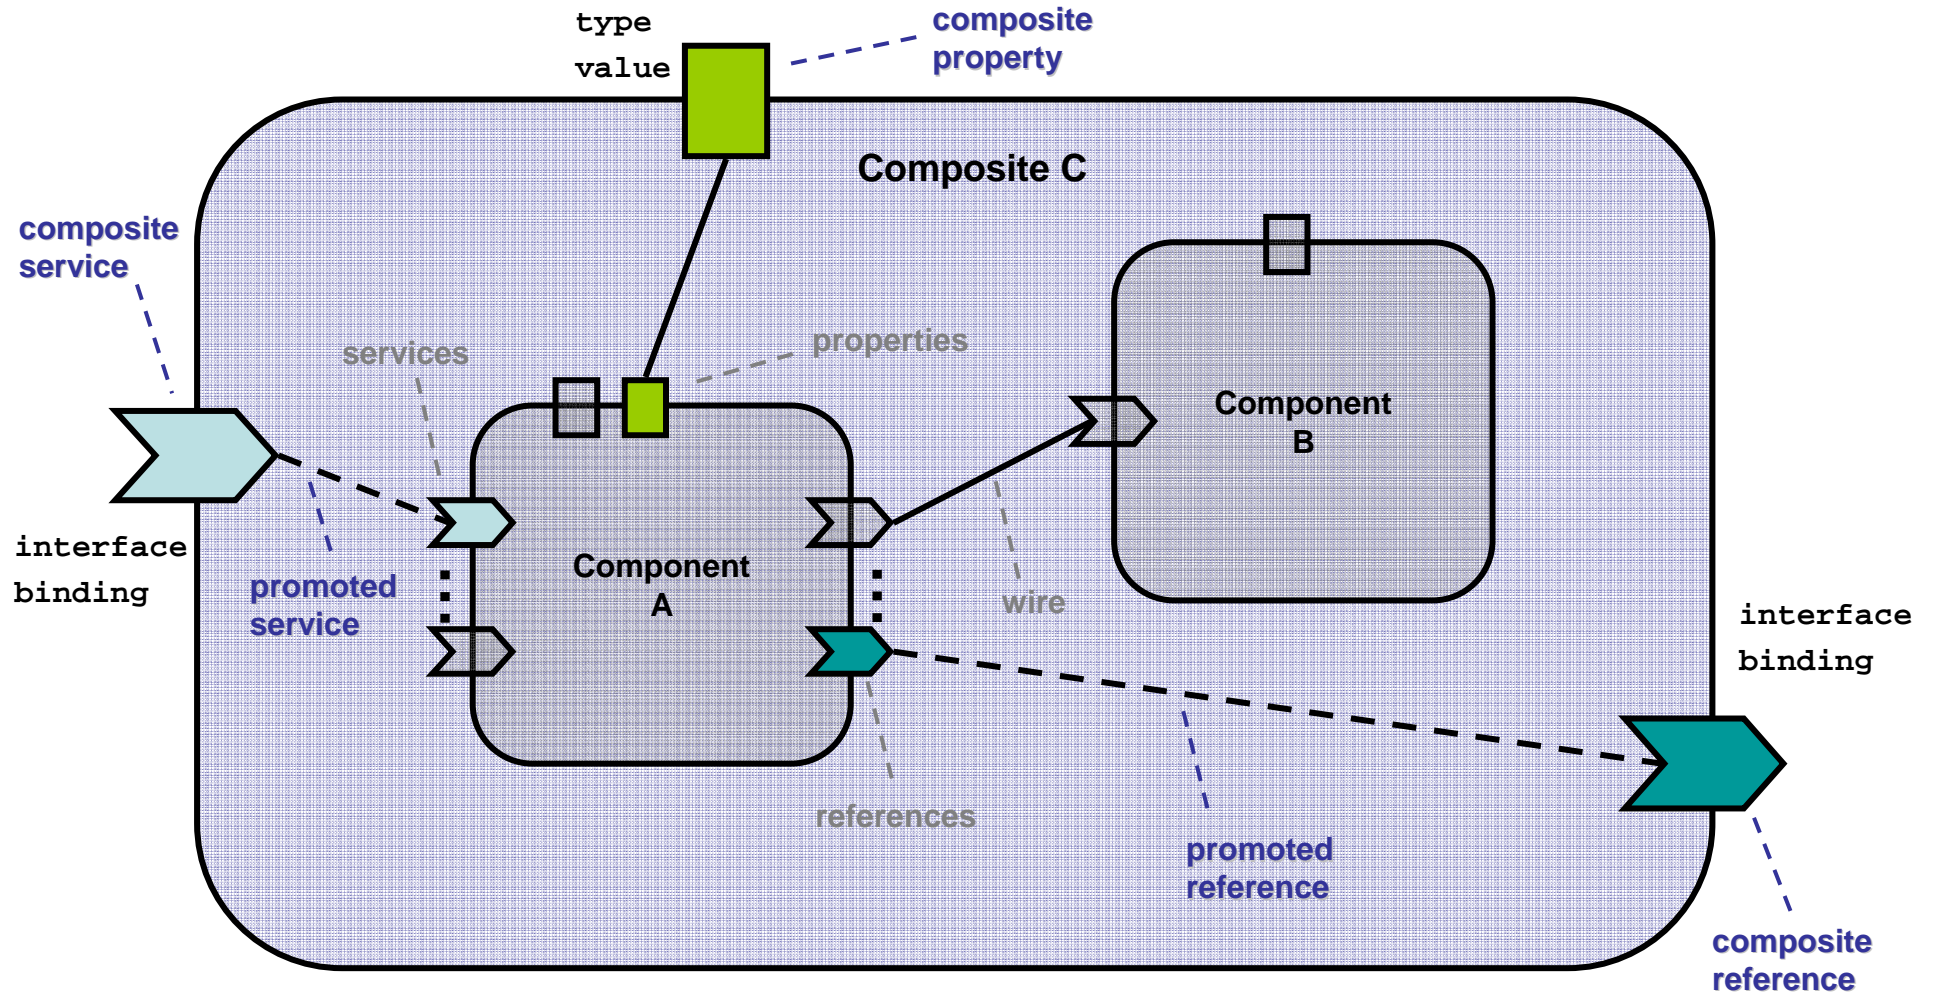 type
value
composite
property
Composite C
composite
service
services
properties
Component
B
interface
binding
promoted
service
Component
A
wire
interface
binding
references
promoted
reference
composite
reference